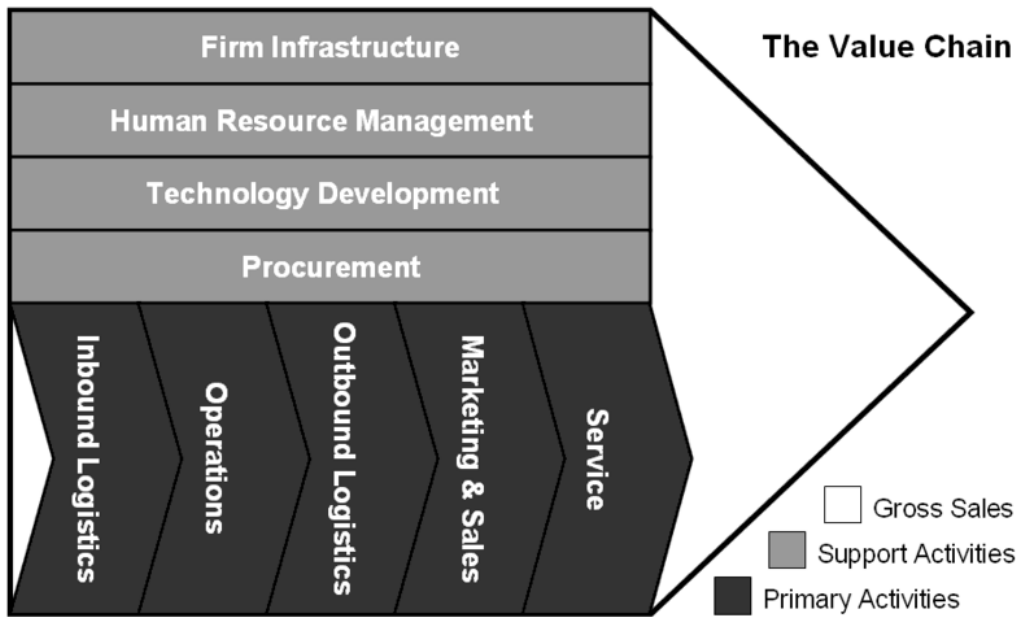 The Value Chain
Firm Infrastructure
Human Resource Management
Technology Development
Procurement
Inbound Logistics
Operations
Outbound Logistics
Marketing & Sales
Service
Gross Sales
Support Activities
Primary Activities